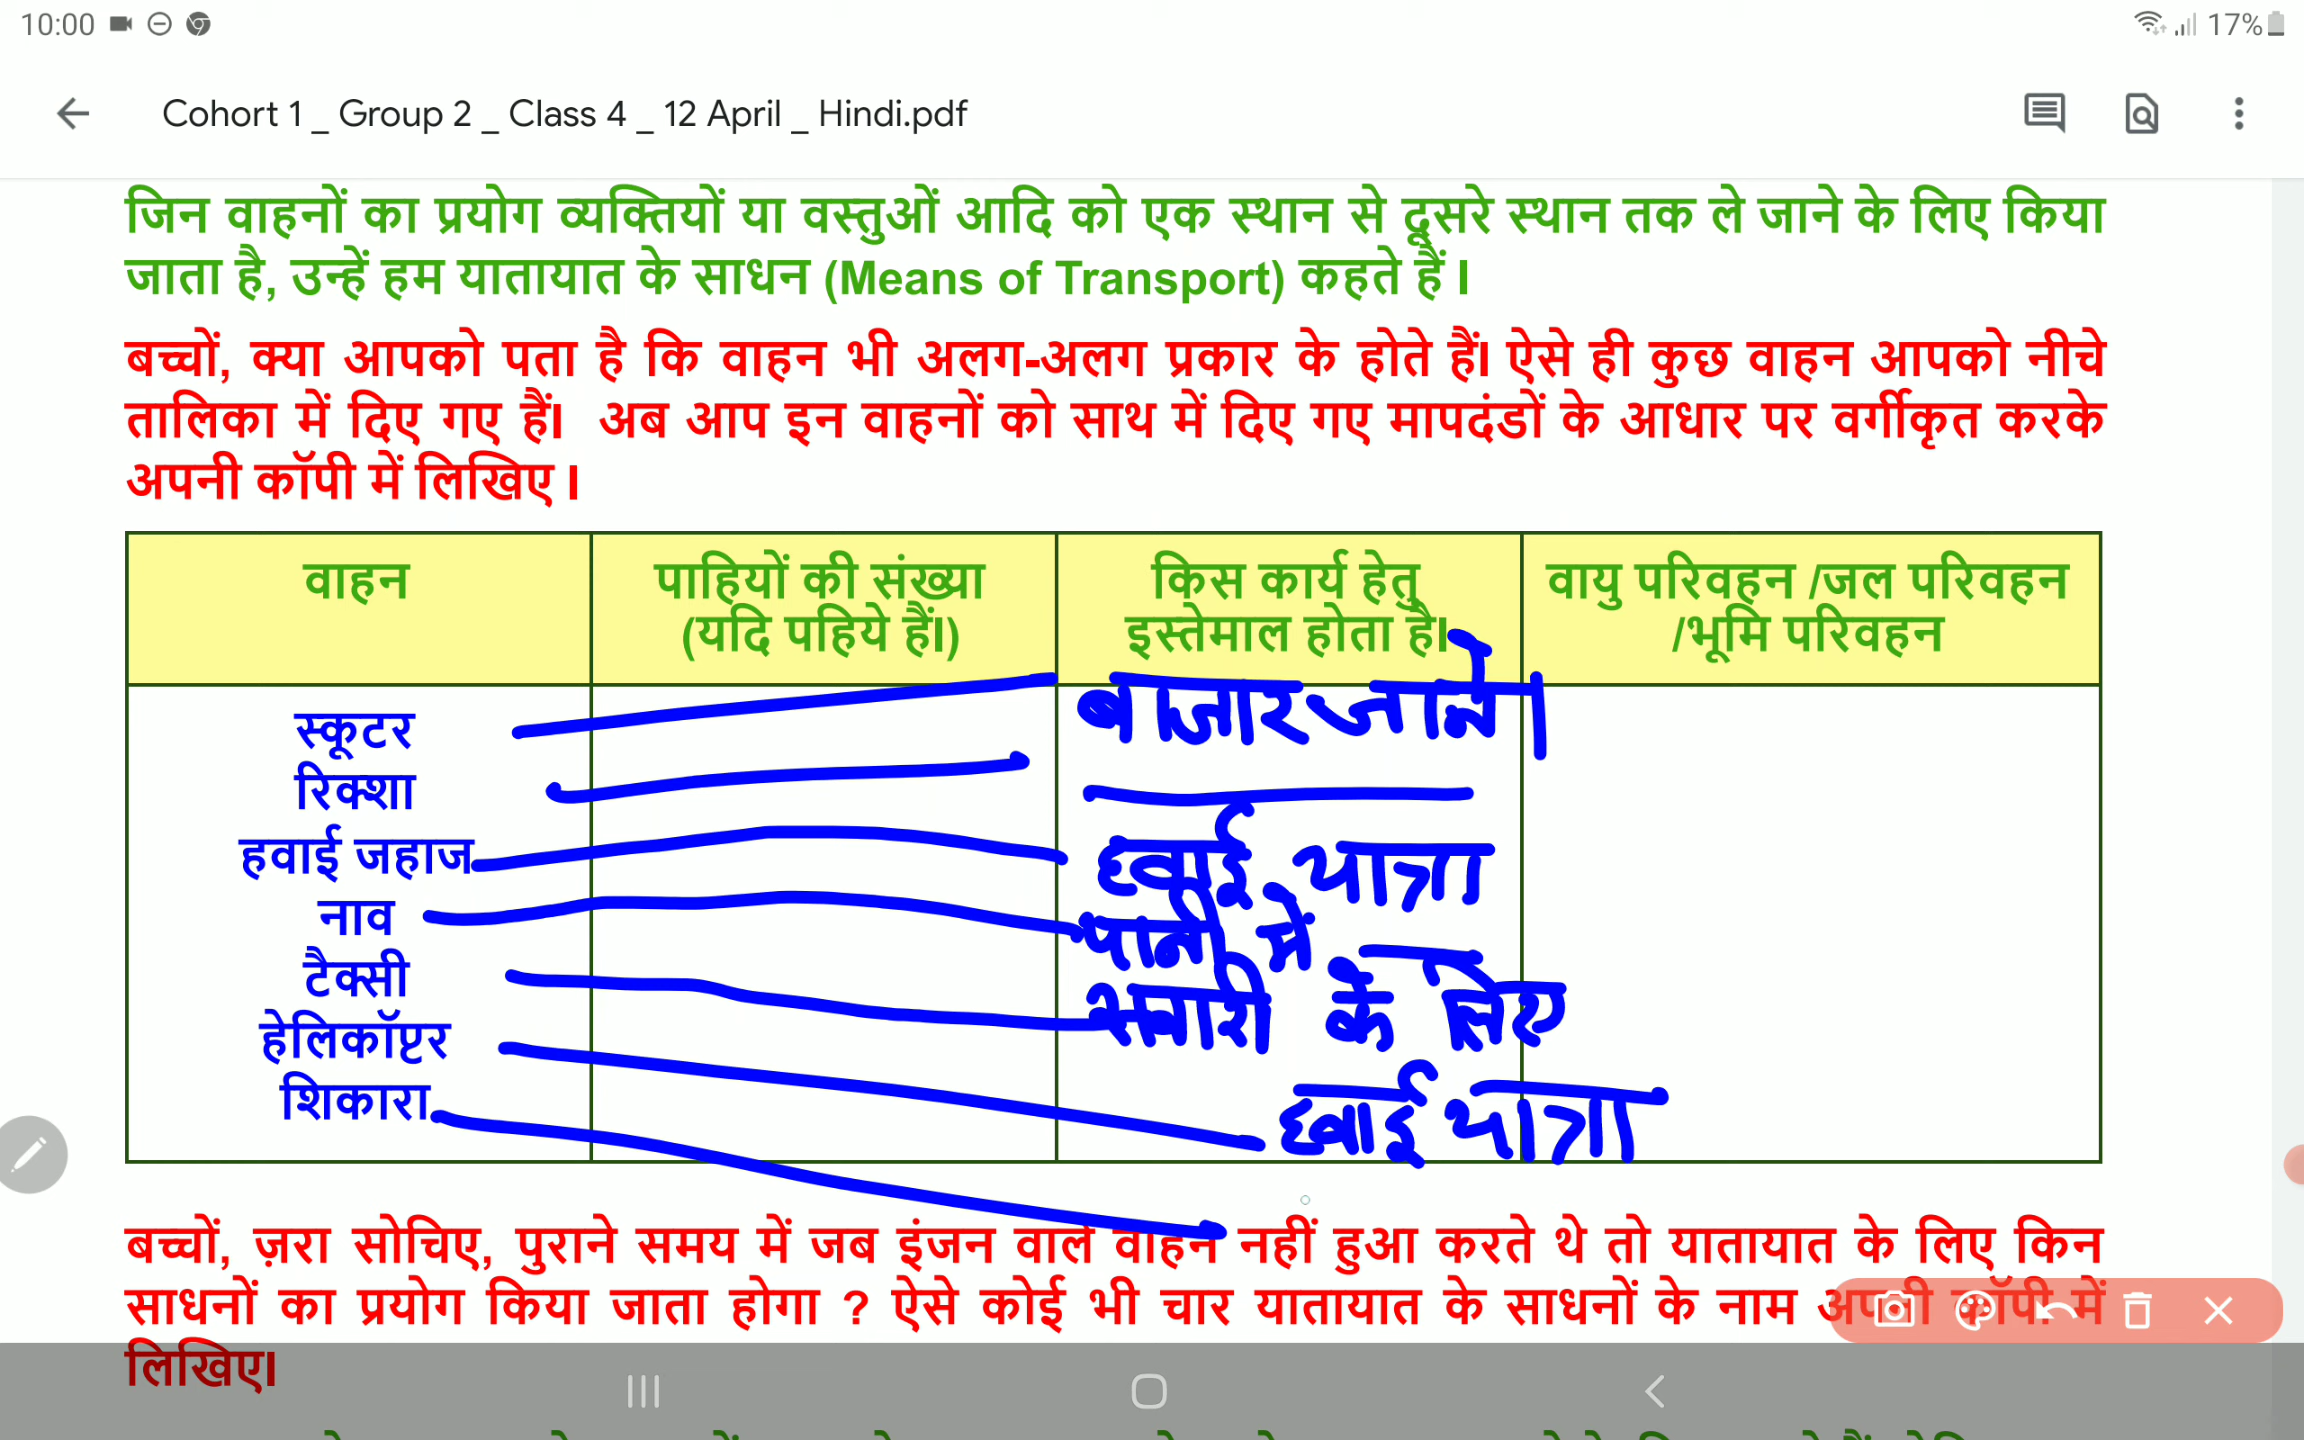 10:00 17%
Cohort 1 _ Group 2 _ Class 4 _ 12 April _ Hindi.pdf
जिन वाहनों का प्रयोग व्यक्तियों या वस्तुओं आदि को एक स्थान से दूसरे स्थान तक ले जाने के लिए किया
जाता है, उन्हें हम यातायात के साधन (Means of Transport) कहते हैं ।
बच्चों, क्या आपको पता है कि वाहन भी अलग-अलग प्रकार के होते हैं। ऐसे ही कुछ वाहन आपको नीचे
तालिका में दिए गए हैं। अब आप इन वाहनों को साथ में दिए गए मापदंडों के आधार पर वर्गीकृत करके
अपनी कॉपी में लिखिए ।
वाहन
पाहियों की संख्या
(यदि पहिये हैं।)
किस कार्य हेतु
इस्तेमाल होता है।
वायु परिवहन /जल परिवहन
/भूमि परिवहन
स्कूटर
बाजार जाने।
रिक्शा
हवाई जहाज
हवाई यात्रा
नाव
पानी में
टैक्सी
सवारी के लिए
हेलिकॉप्टर
हवाई यात्रा
शिकारा
बच्चों, ज़रा सोचिए, पुराने समय में जब इंजन वाले वाहन नहीं हुआ करते थे तो यातायात के लिए किन
साधनों का प्रयोग किया जाता होगा ? ऐसे कोई भी चार यातायात के साधनों के नाम अपनी कॉपी में
लिखिए।